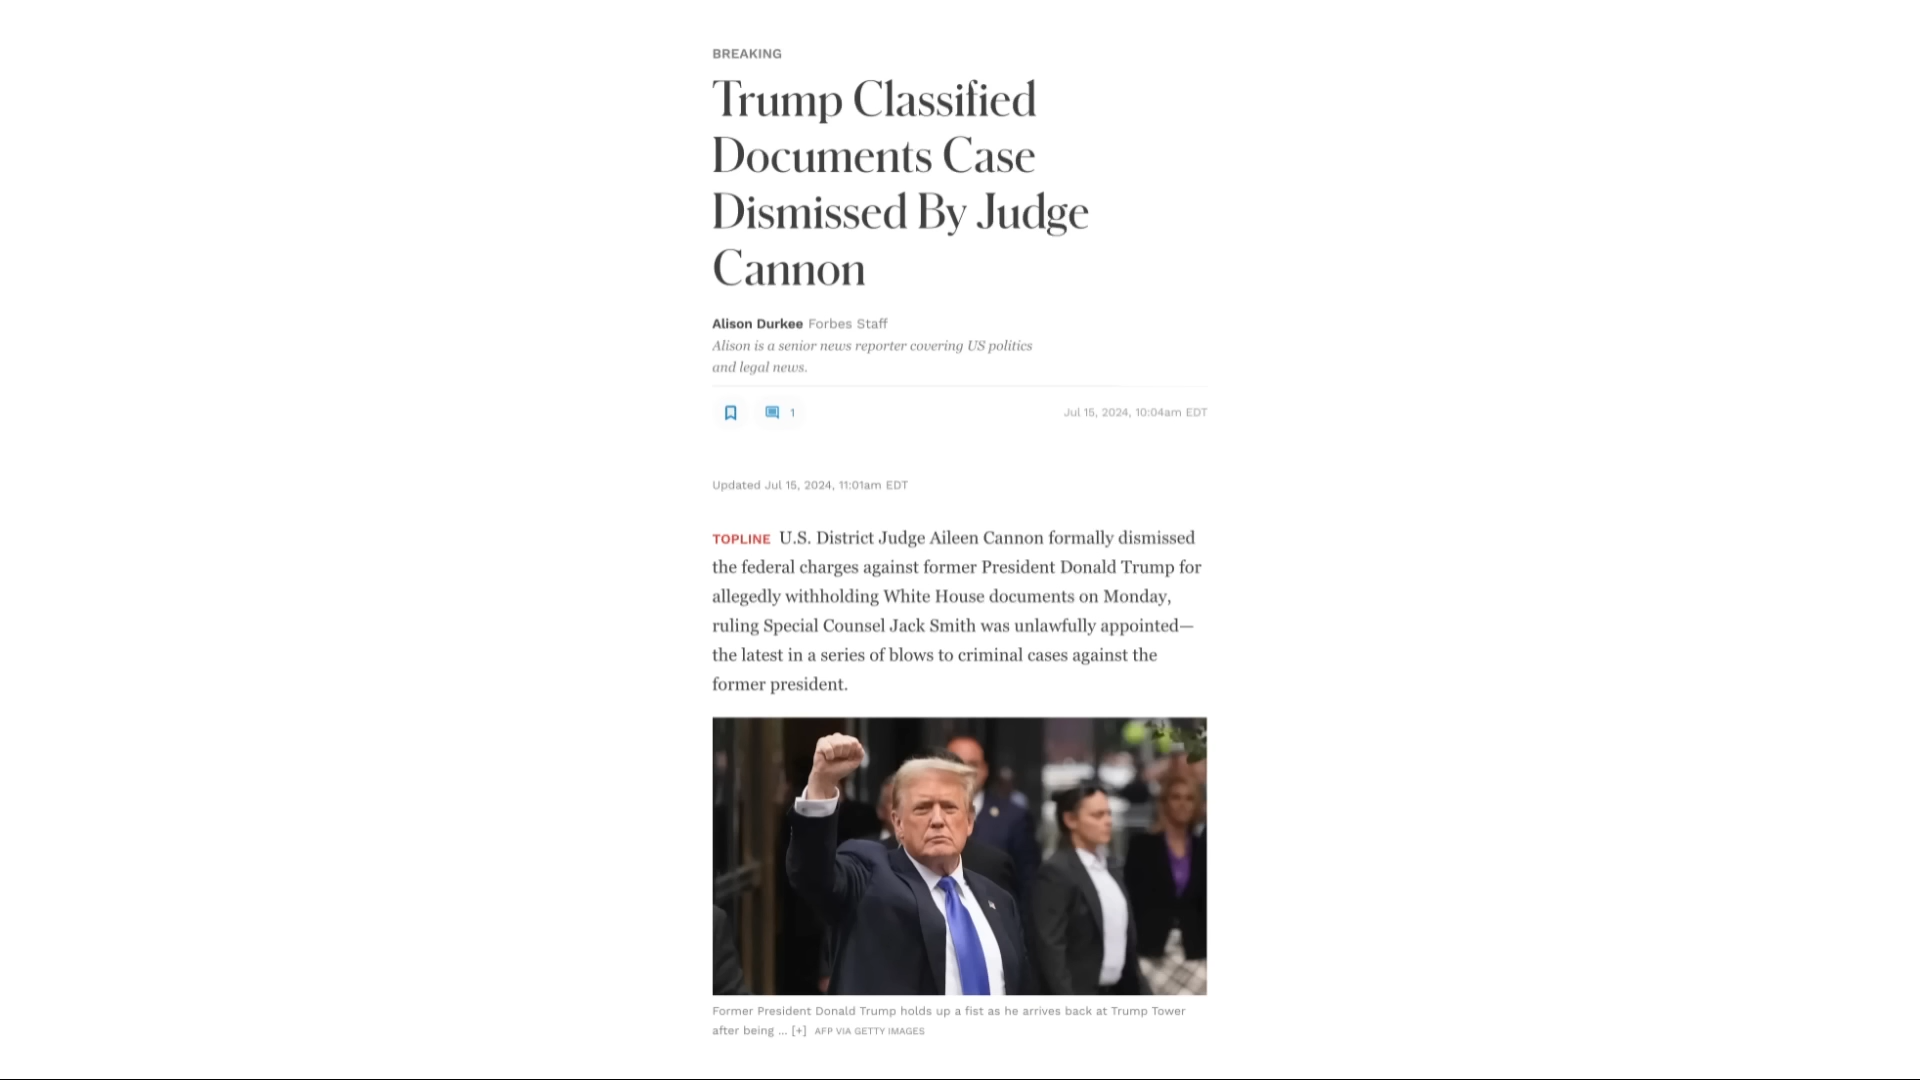 BREAKING
Trump Classified
Documents Case
Dismissed By Judge
Cannon
Alison Durkee Forbes Staff
Alison is a senior news reporter covering US politics
and legal news.
1
Jul 15, 2024, 10:04am EDT
Updated Jul 15, 2024, 11:01am EDT
TOPLINE U.S. District Judge Aileen Cannon formally dismissed
the federal charges against former President Donald Trump for
allegedly withholding White House documents on Monday,
ruling Special Counsel Jack Smith was unlawfully appointed—
the latest in a series of blows to criminal cases against the
former president.
Former President Donald Trump holds up a fist as he arrives back at Trump Tower
after being ... [+] AFP VIA GETTY IMAGES